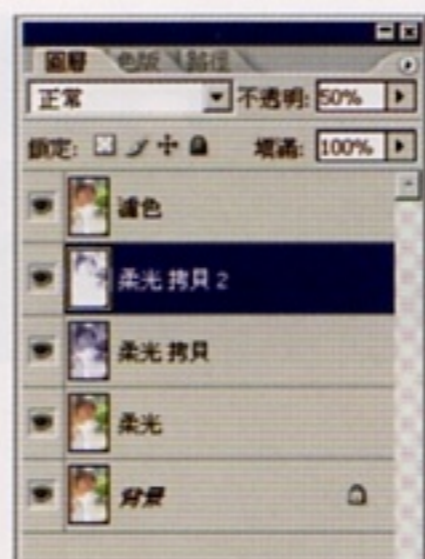 圖層 色版 路徑
正常 不透明: 50%
鎖定: 填滿: 100%
濾色
柔光 拷貝 2
柔光 拷貝
柔光
背景